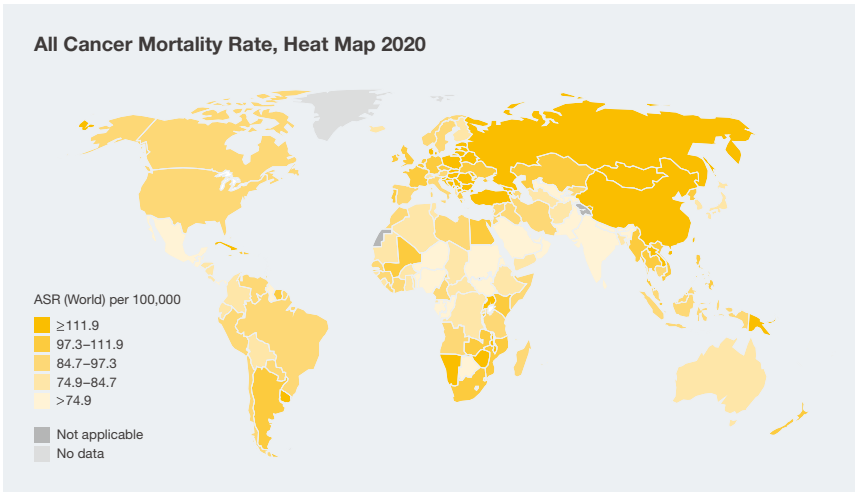 All Cancer Mortality Rate, Heat Map 2020
ASR (World) per 100,000
≥111.9
97.3–111.9
84.7–97.3
74.9–84.7
>74.9
Not applicable
No data